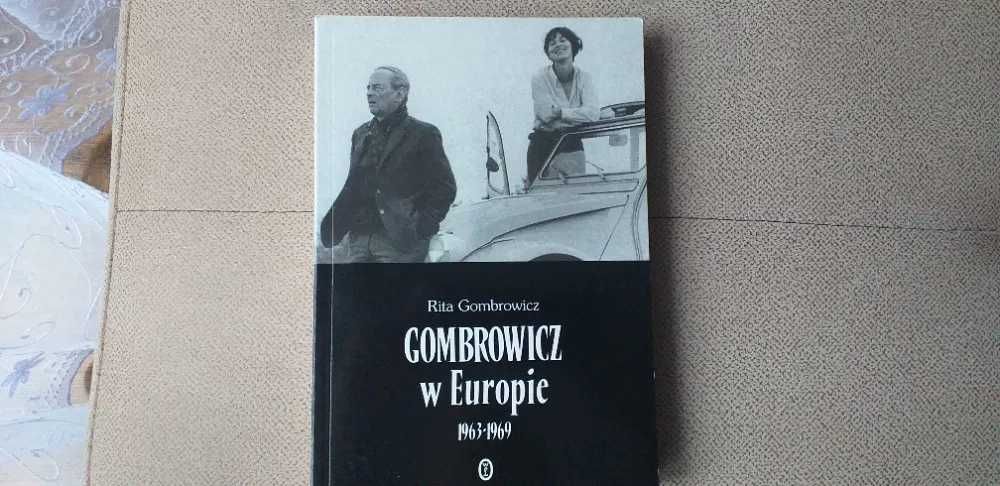 Rita Gombrowicz
GOMBROWICZ
w Europie
1963-1969